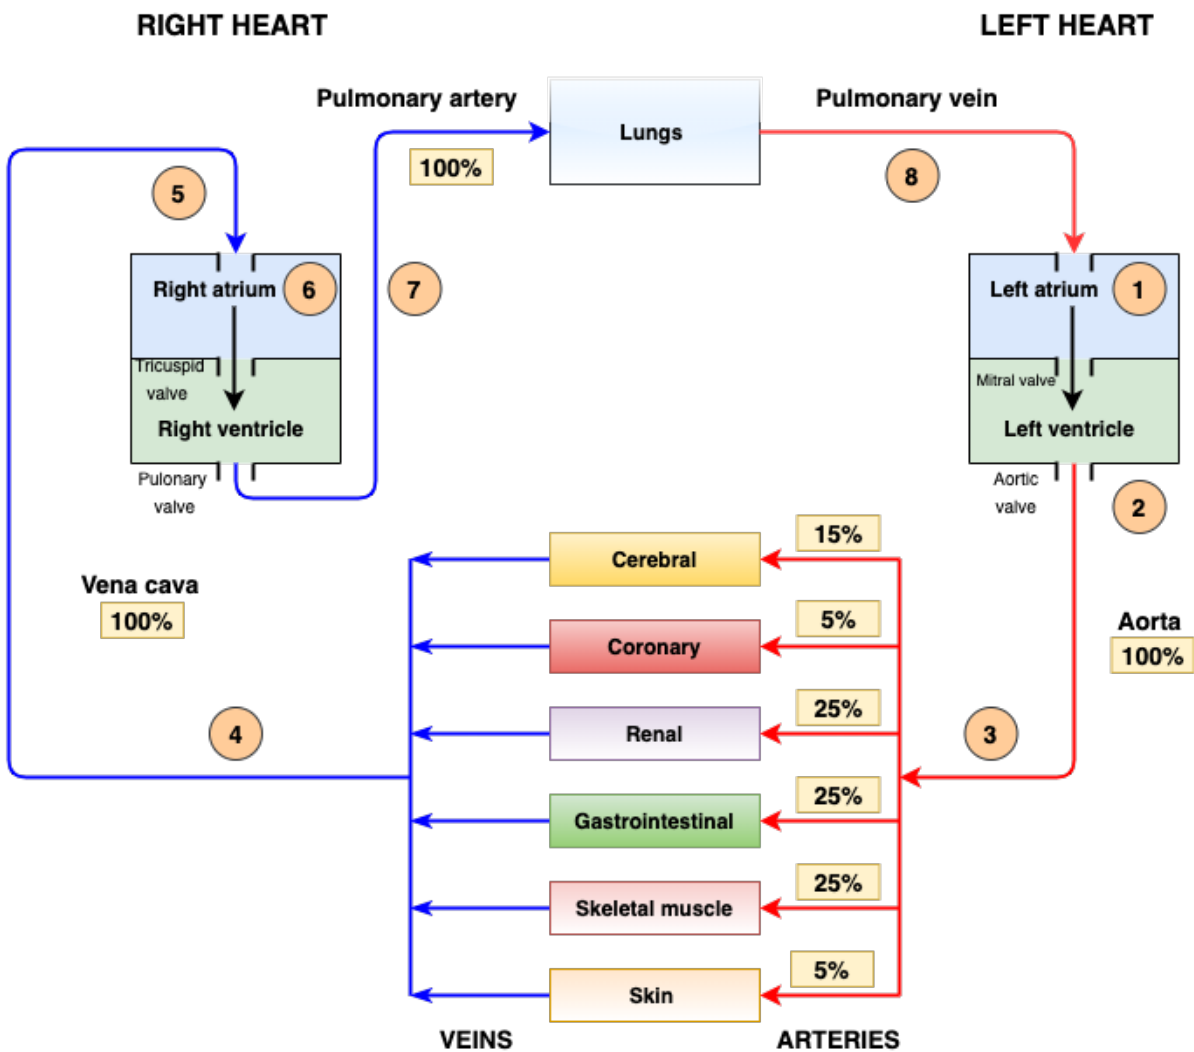 RIGHT HEART
LEFT HEART
Pulmonary artery
Lungs
Pulmonary vein
100%
5
8
Right atrium
6
7
Left atrium
1
Tricuspid
valve
Mitral valve
Right ventricle
Left ventricle
Pulonary
valve
Aortic
valve
2
15%
Cerebral
Vena cava
100%
5%
Coronary
Aorta
100%
25%
Renal
4
3
25%
Gastrointestinal
25%
Skeletal muscle
5%
Skin
VEINS
ARTERIES